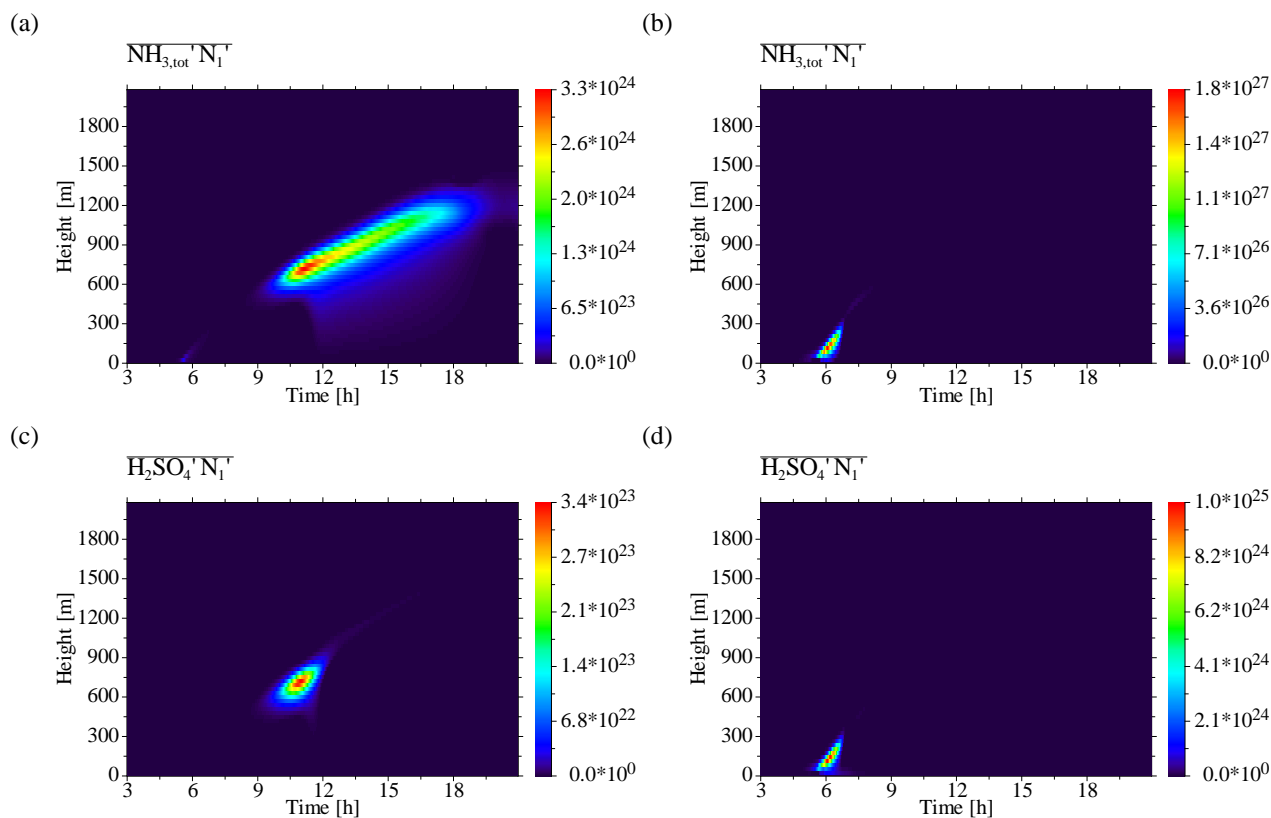 (a)
NH3,tot' N1'
Height [m]
1800
1500
1200
900
600
300
0
3 6 9 12 15 18
Time [h]
3.3*10^24
2.6*10^24
2.0*10^24
1.3*10^24
6.5*10^23
0.0*10^0
(b)
NH3,tot' N1'
Height [m]
1800
1500
1200
900
600
300
0
3 6 9 12 15 18
Time [h]
1.8*10^27
1.4*10^27
1.1*10^27
7.1*10^26
3.6*10^26
0.0*10^0
(c)
H2SO4' N1'
Height [m]
1800
1500
1200
900
600
300
0
3 6 9 12 15 18
Time [h]
3.4*10^23
2.7*10^23
2.1*10^23
1.4*10^23
6.8*10^22
0.0*10^0
(d)
H2SO4' N1'
Height [m]
1800
1500
1200
900
600
300
0
3 6 9 12 15 18
Time [h]
1.0*10^25
8.2*10^24
6.2*10^24
4.1*10^24
2.1*10^24
0.0*10^0